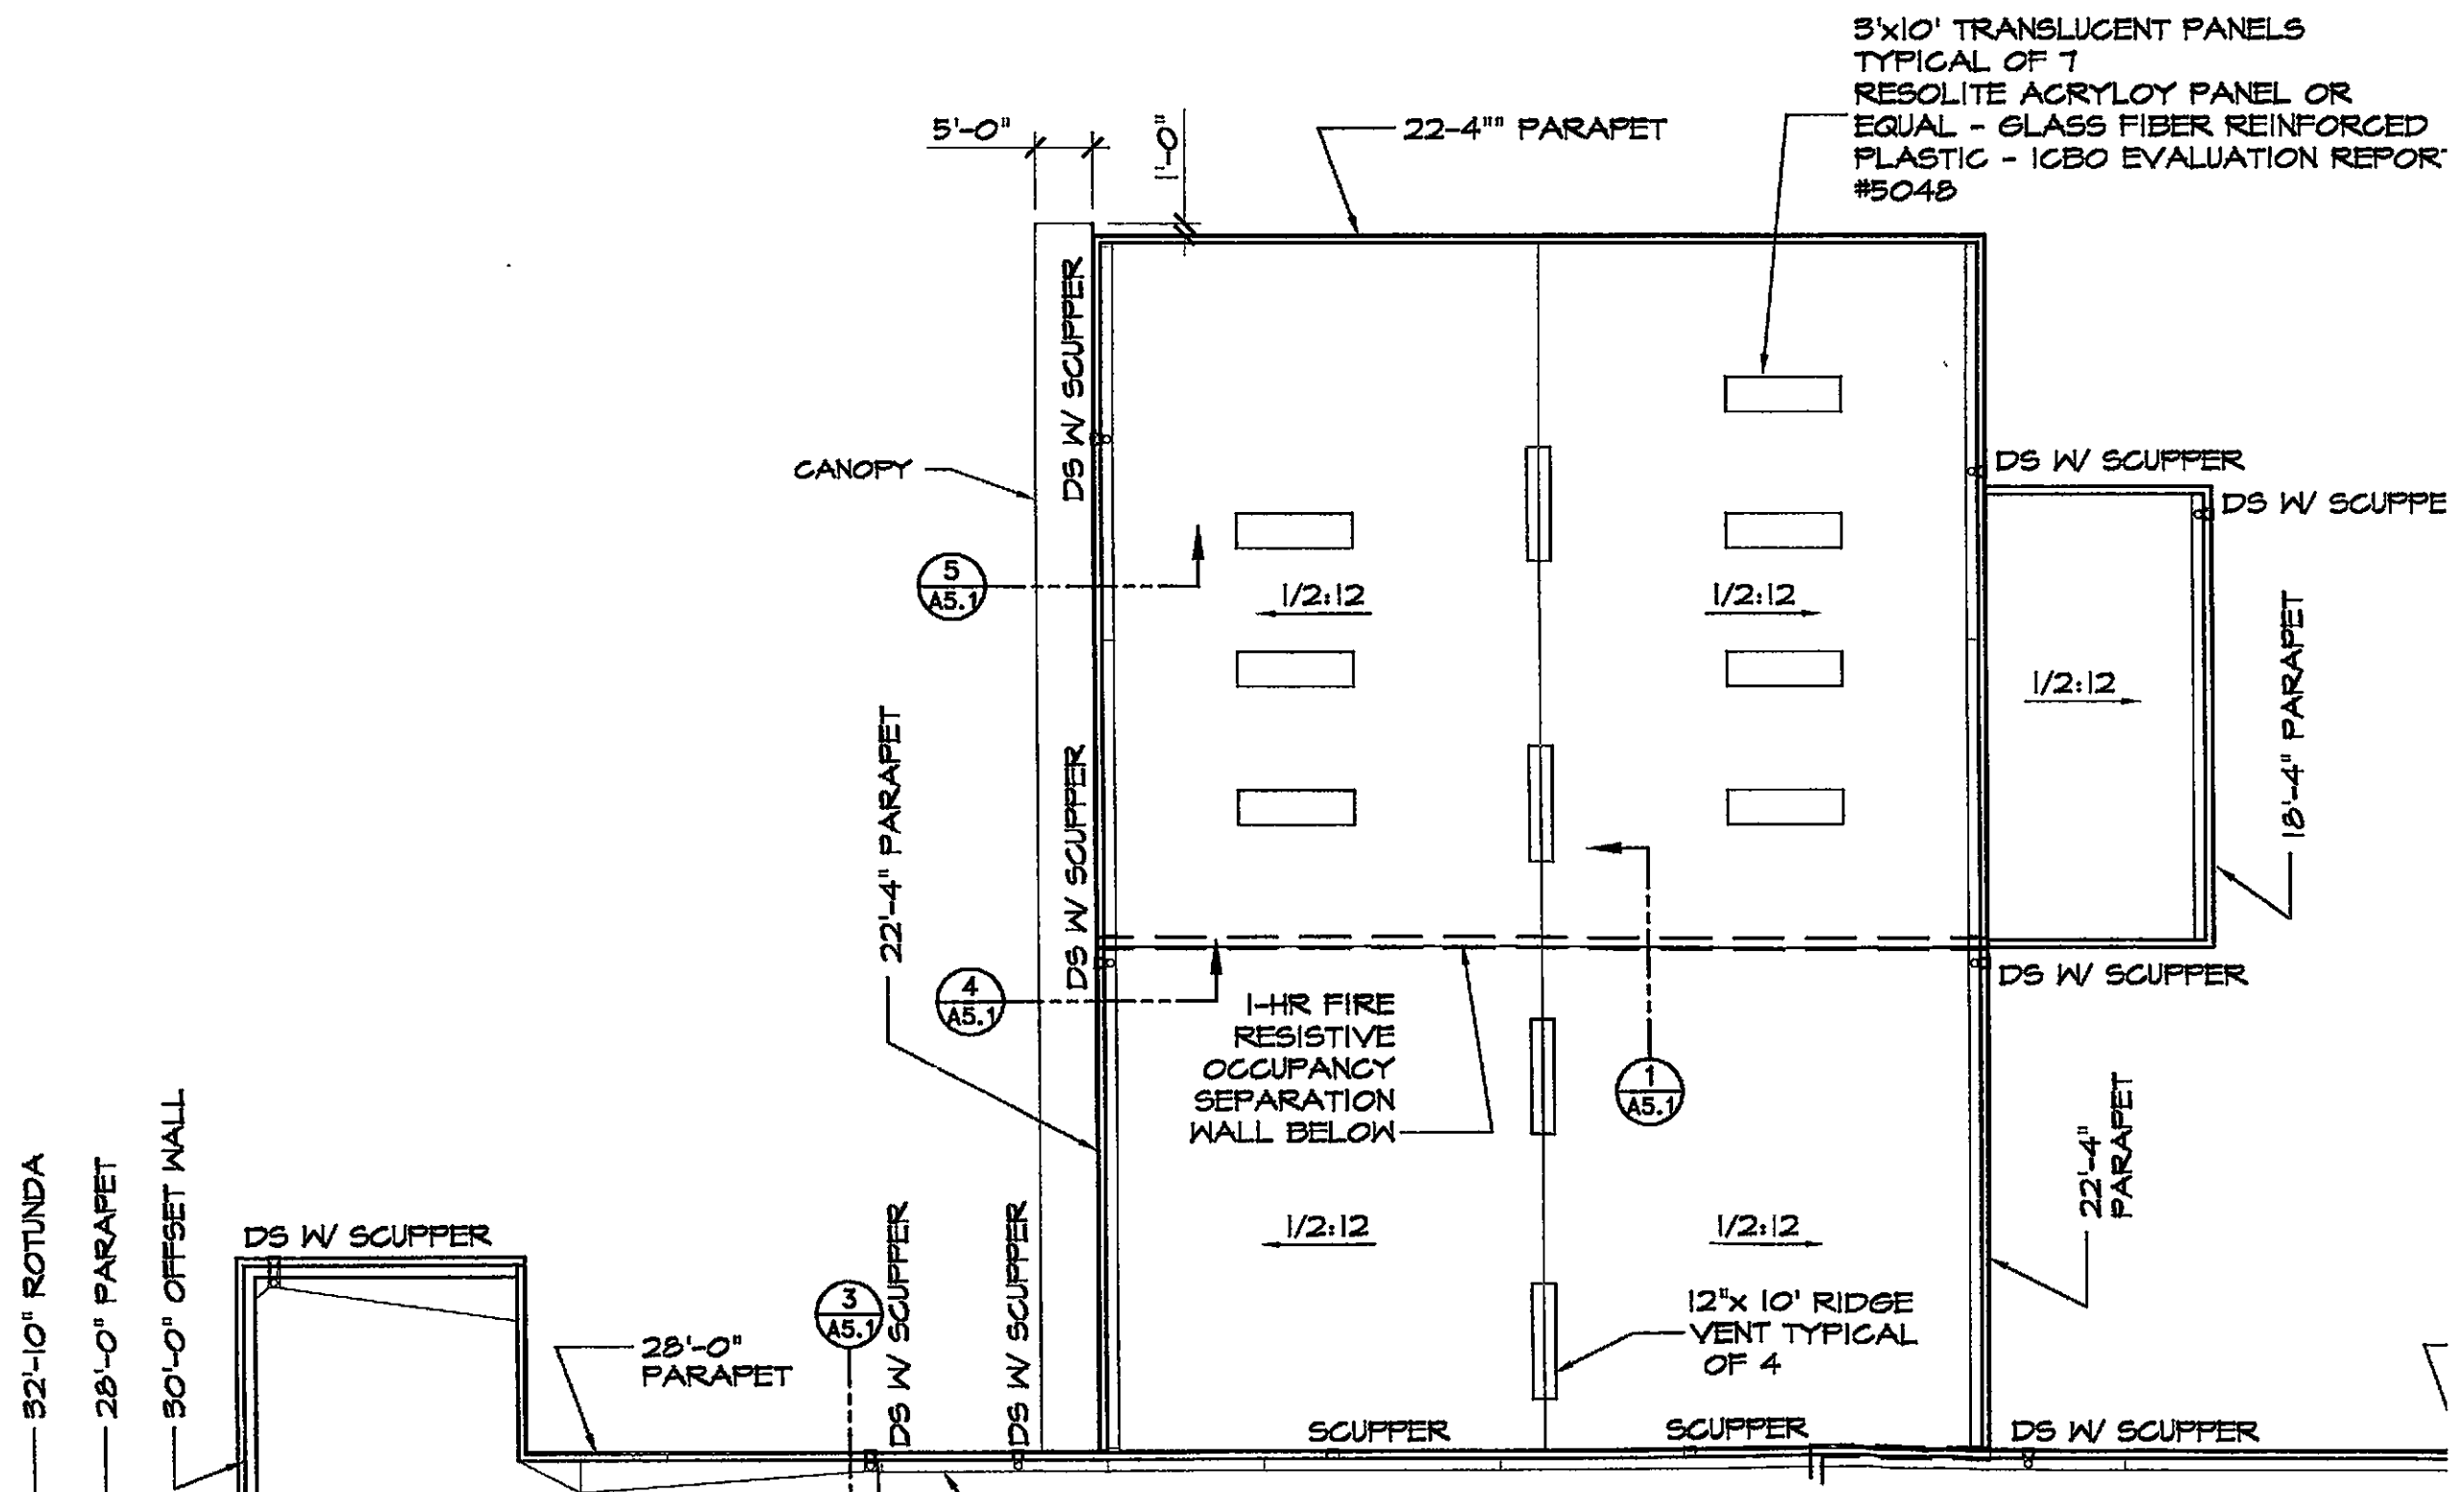 3'x10' TRANSLUCENT PANELS
TYPICAL OF 7
RESOLITE ACRYLOY PANEL OR
EQUAL - GLASS FIBER REINFORCED
PLASTIC - ICBO EVALUATION REPOR
#5048
5'-0"
1'-0"
22-4"" PARAPET
DS W/ SCUPPER
CANOPY
DS W/ SCUPPER
DS W/ SCUPPE
5
A5.1
1/2:12
1/2:12
1/2:12
18'-4" PARAPET
22'-4" PARAPET
DS W/ SCUPPER
4
A5.1
1-HR FIRE
RESISTIVE
OCCUPANCY
SEPARATION
WALL BELOW
1
A5.1
DS W/ SCUPPER
22'-4"
PARAPET
32'-10" ROTUNDA
28'-0" PARAPET
30'-0" OFFSET WALL
DS W/ SCUPPER
3
A5.1
DS W/ SCUPPER
DS W/ SCUPPER
28'-0"
PARAPET
1/2:12
1/2:12
12"x 10' RIDGE
VENT TYPICAL
OF 4
SCUPPER
SCUPPER
DS W/ SCUPPER